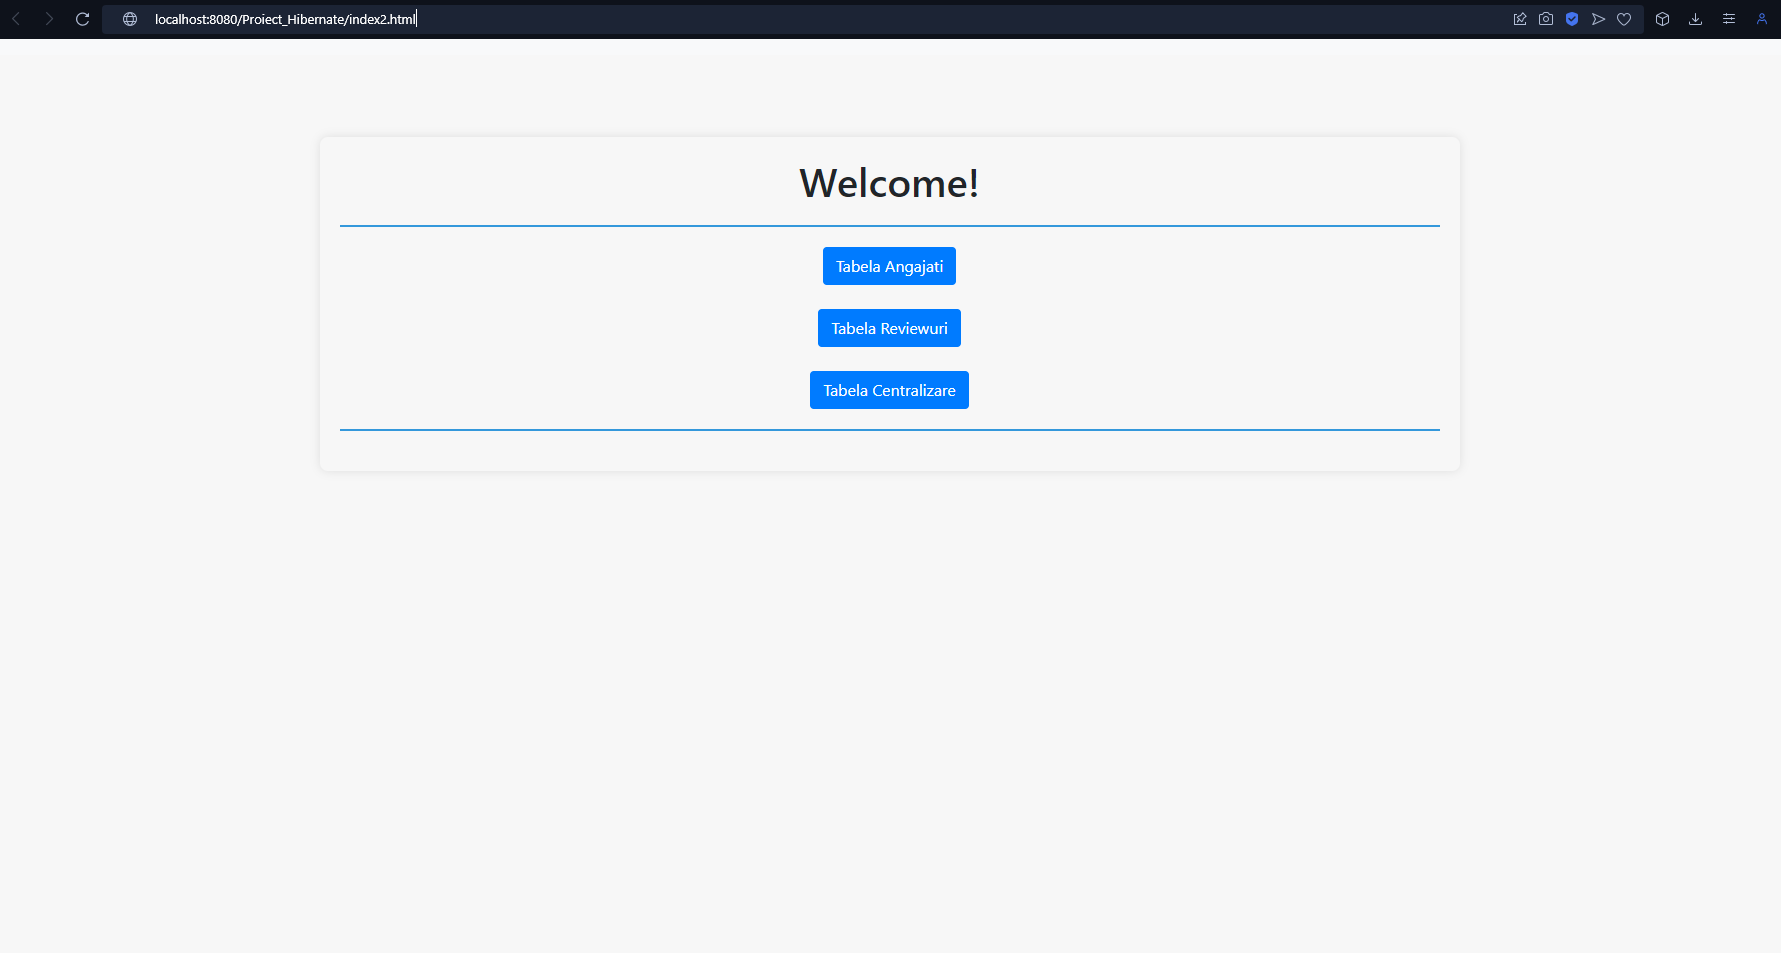 localhost:8080/Proiect_Hibernate/index2.html
Welcome!
Tabela Angajati
Tabela Reviewuri
Tabela Centralizare